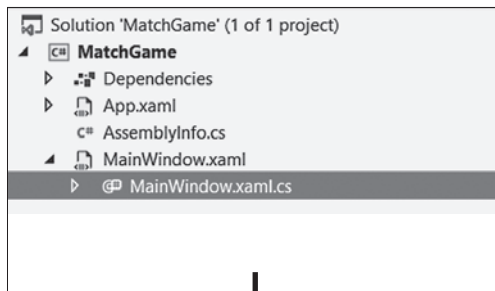 Solution 'MatchGame' (1 of 1 project)
C# MatchGame
Dependencies
App.xaml
C# AssemblyInfo.cs
MainWindow.xaml
MainWindow.xaml.cs